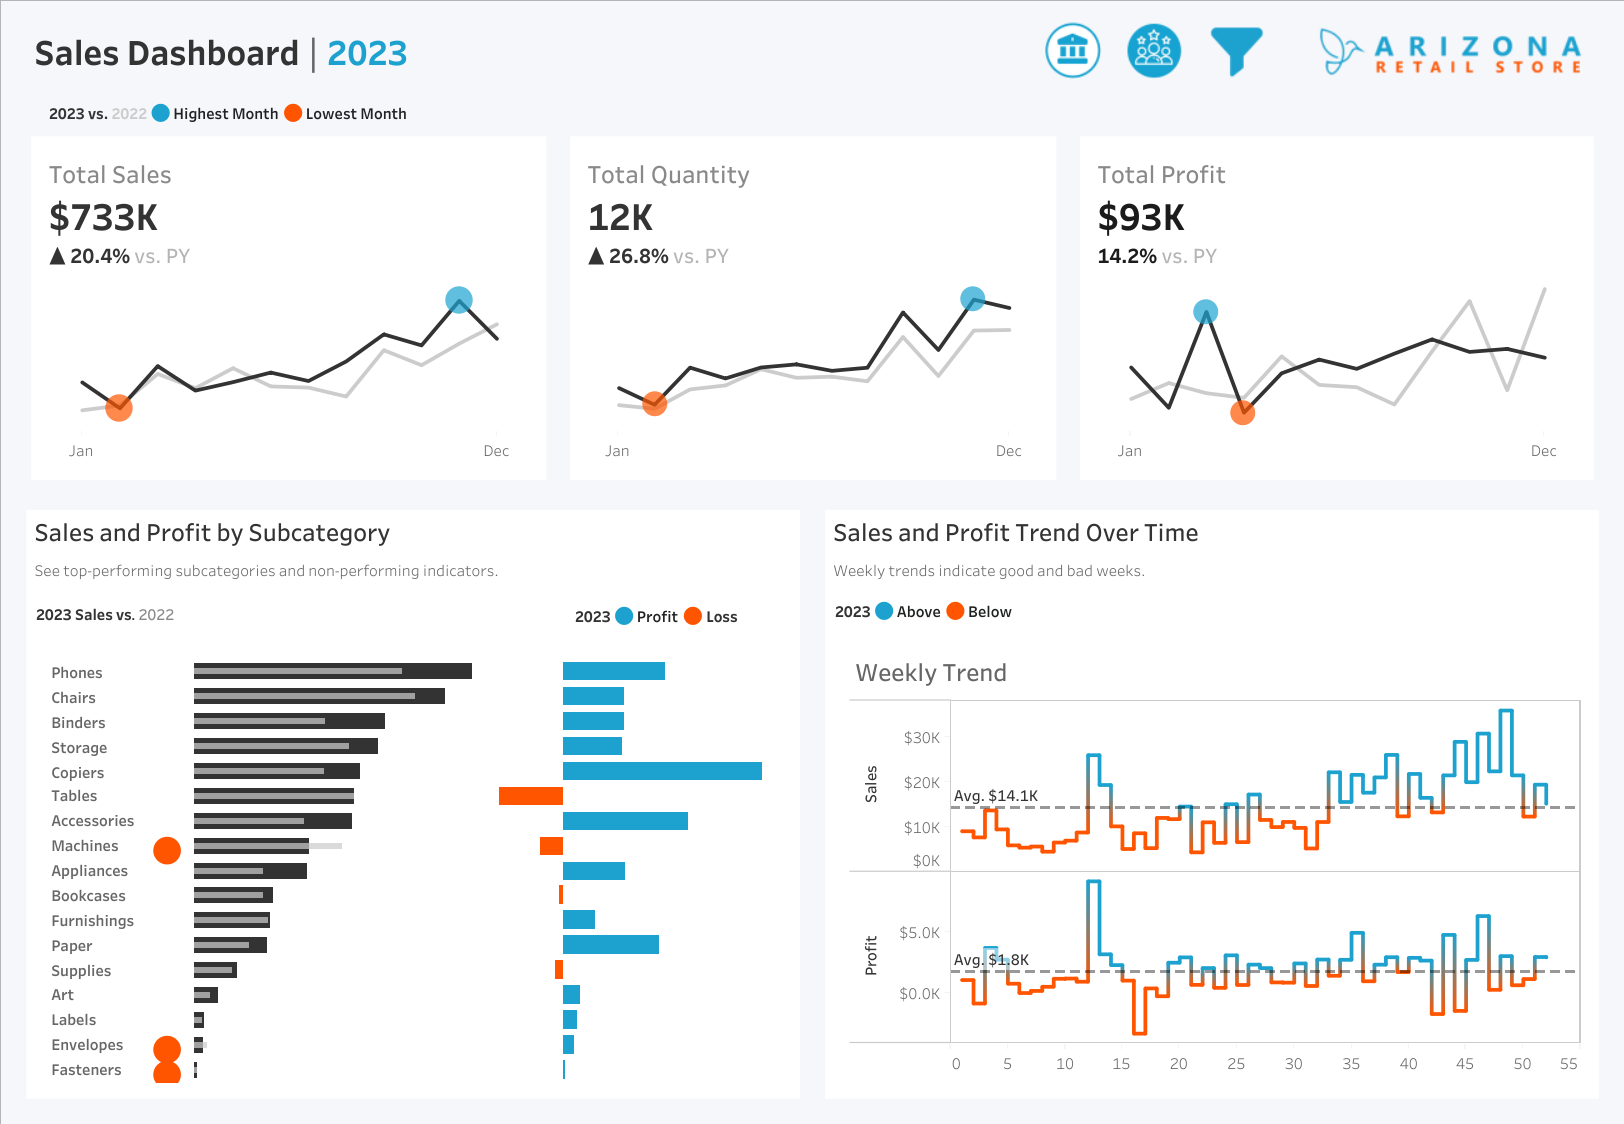 Sales Dashboard | 2023
ARIZONA
RETAIL STORE
2023 vs. 2022 Highest Month Lowest Month
Total Sales
$733K
▲ 20.4% vs. PY
Jan Dec
Total Quantity
12K
▲ 26.8% vs. PY
Jan Dec
Total Profit
$93K
14.2% vs. PY
Jan Dec
Sales and Profit by Subcategory
See top-performing subcategories and non-performing indicators.
2023 Sales vs. 2022
2023 Profit Loss
Phones
Chairs
Binders
Storage
Copiers
Tables
Accessories
Machines
Appliances
Bookcases
Furnishings
Paper
Supplies
Art
Labels
Envelopes
Fasteners
Sales and Profit Trend Over Time
Weekly trends indicate good and bad weeks.
2023 Above Below
Weekly Trend
Sales
$30K
$20K
Avg. $14.1K
$10K
$0K
Profit
$5.0K
Avg. $1.8K
$0.0K
0 5 10 15 20 25 30 35 40 45 50 55